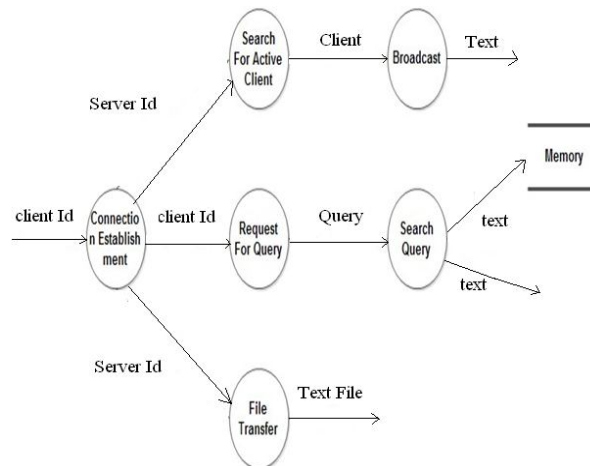 Search
For Active
Client
Client
Broadcast
Text
Server Id
Memory
client Id
Connectio
n Establish
ment
client Id
Request
For Query
Query
Search
Query
text
text
Server Id
File
Transfer
Text File